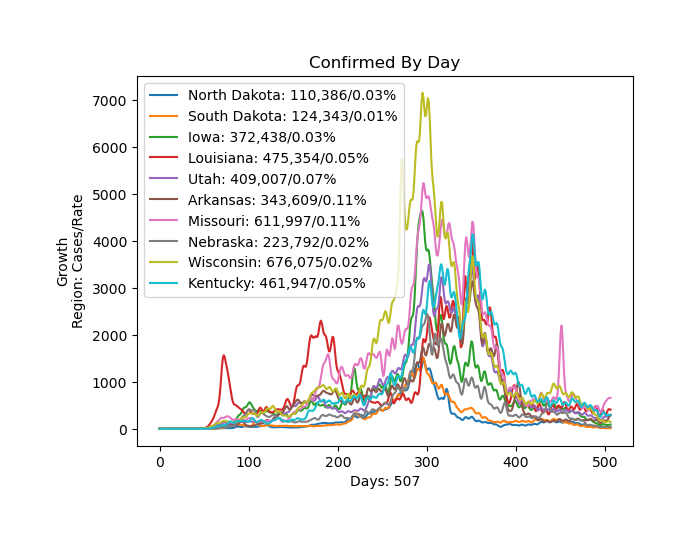 Confirmed By Day
7000
6000
5000
4000
3000
2000
1000
0
Growth
Region: Cases/Rate
North Dakota: 110,386/0.03%
South Dakota: 124,343/0.01%
Iowa: 372,438/0.03%
Louisiana: 475,354/0.05%
Utah: 409,007/0.07%
Arkansas: 343,609/0.11%
Missouri: 611,997/0.11%
Nebraska: 223,792/0.02%
Wisconsin: 676,075/0.02%
Kentucky: 461,947/0.05%
0 100 200 300 400 500
Days: 507